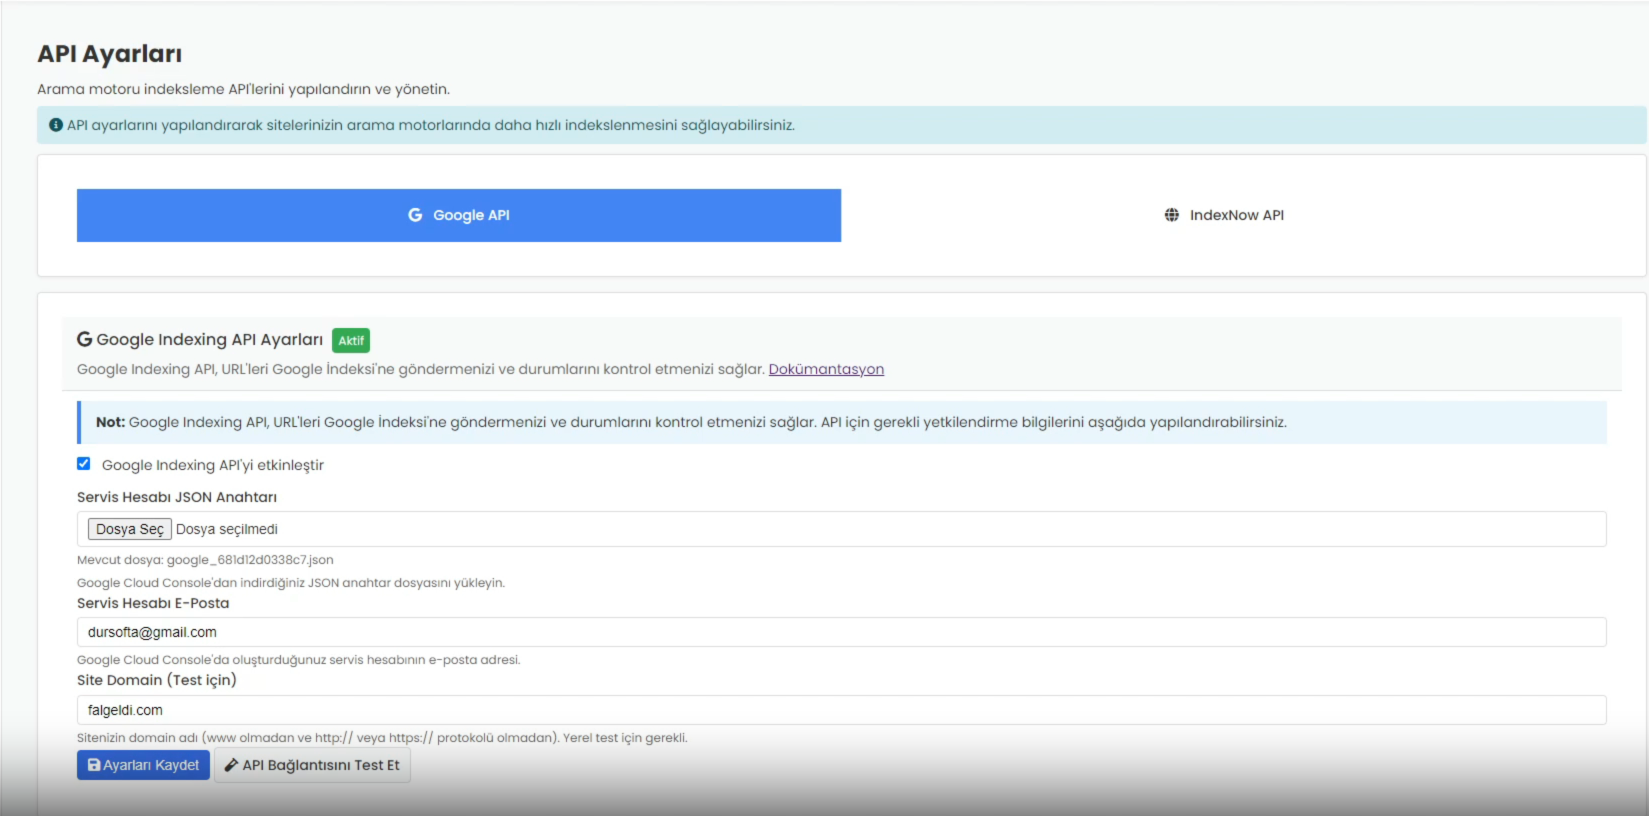 API Ayarları
Arama motoru indeksleme API'lerini yapılandırın ve yönetin.
API ayarlarını yapılandırarak sitelerinizin arama motorlarında daha hızlı indekslenmesini sağlayabilirsiniz.
Google API
IndexNow API
Google Indexing API Ayarları Aktif
Google Indexing API, URL'leri Google İndeksi'ne göndermenizi ve durumlarını kontrol etmenizi sağlar. Dokümantasyon
Not: Google Indexing API, URL'leri Google İndeksi'ne göndermenizi ve durumlarını kontrol etmenizi sağlar. API için gerekli yetkilendirme bilgilerini aşağıda yapılandırabilirsiniz.
Google Indexing API'yi etkinleştir
Servis Hesabı JSON Anahtarı
Dosya Seç Dosya seçilmedi
Mevcut dosya: google_681d12d0338c7.json
Google Cloud Console'dan indirdiğiniz JSON anahtar dosyasını yükleyin.
Servis Hesabı E-Posta
dursofta@gmail.com
Google Cloud Console'da oluşturduğunuz servis hesabının e-posta adresi.
Site Domain (Test için)
falgeldi.com
Sitenizin domain adı (www olmadan ve http:// veya https:// protokolü olmadan). Yerel test için gerekli.
Ayarları Kaydet
API Bağlantısını Test Et